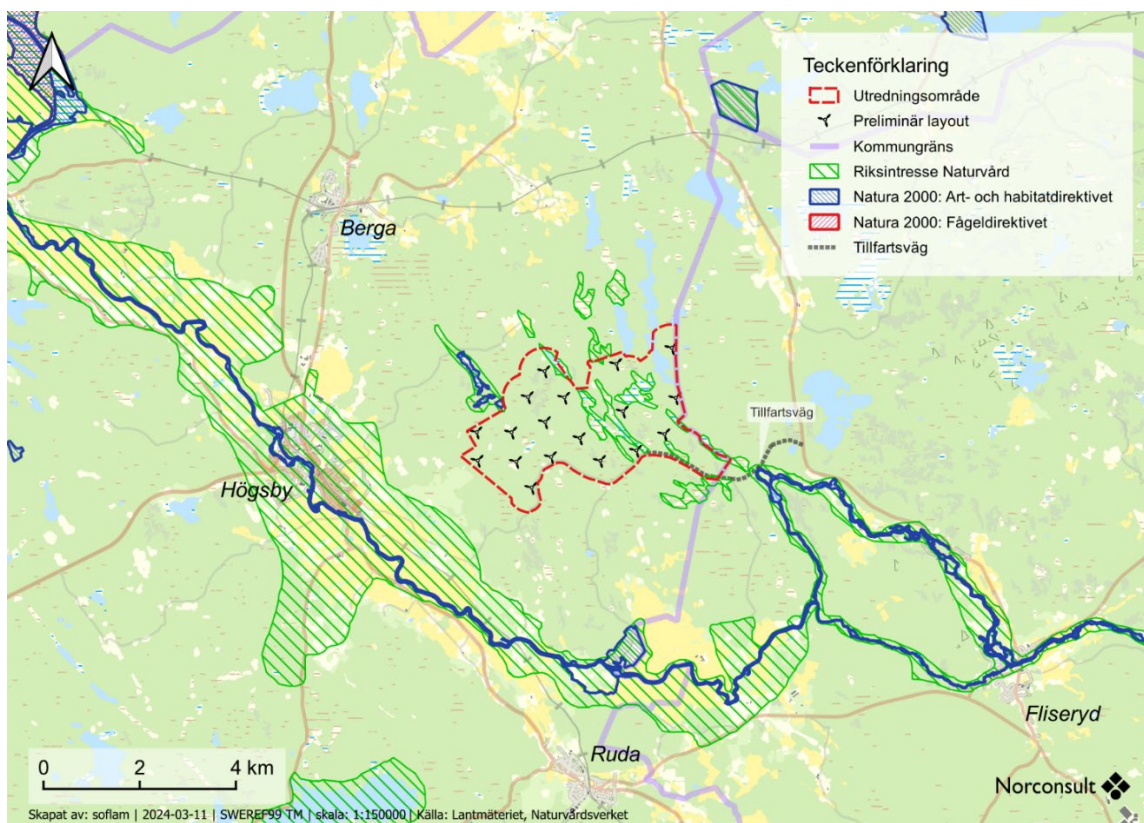 Teckenförklaring
Utredningsområde
Preliminär layout
Kommungräns
Riksintresse Naturvård
Natura 2000: Art- och habitatdirektivet
Natura 2000: Fågeldirektivet
Tillfartsväg
Berga
Tillfartsväg
Högsby
Fliseryd
Ruda
0 2 4 km
Norconsult
Skapat av: soflam | 2024-03-11 | SWEREF99 TM | skala: 1:150000 | Källa: Lantmäteriet, Naturvårdsverket